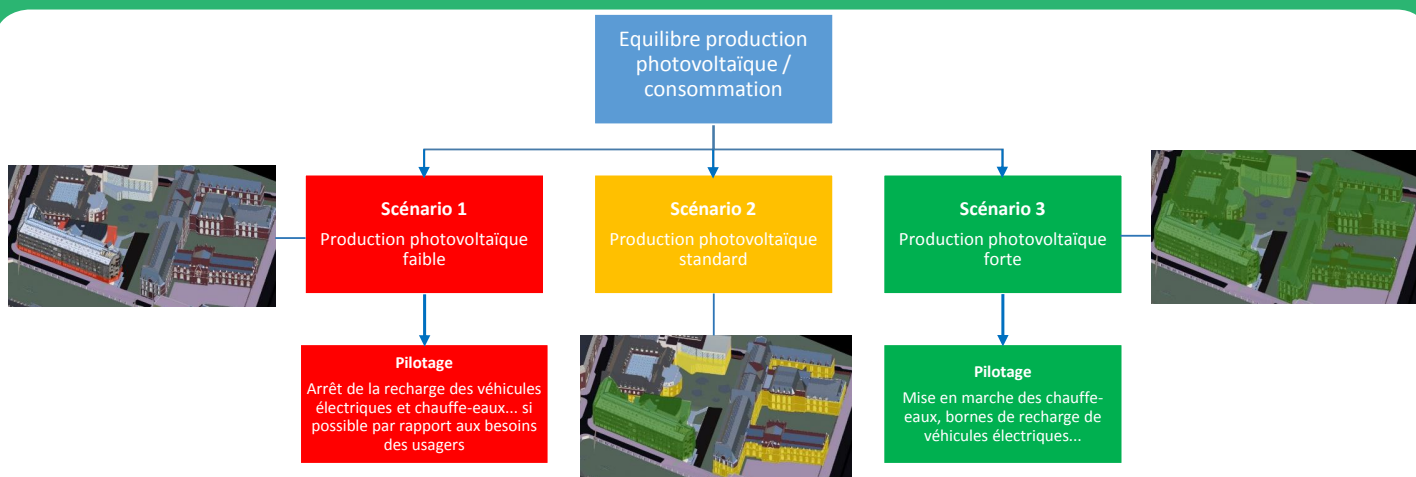 Equilibre production
photovoltaïque /
consommation
Scénario 1
Production photovoltaïque
faible
Scénario 2
Production photovoltaïque
standard
Scénario 3
Production photovoltaïque
forte
Pilotage
Arrêt de la recharge des véhicules
électriques et chauffe-eaux... si
possible par rapport aux besoins
des usagers
Pilotage
Mise en marche des chauffe-
eaux, bornes de recharge de
véhicules électriques...